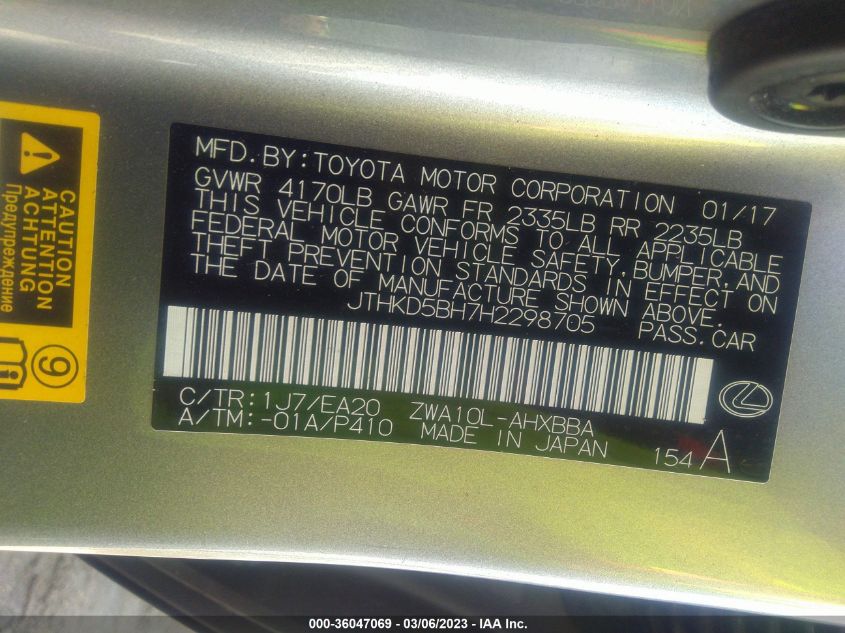 MFD.BY:TOYOTA MOTOR CORPORATION 01/17
GVWR 4170LB GAWR FR 2335LB RR 2235LB
THIS VEHICLE CONFORMS TO ALL APPLICABLE
FEDERAL MOTOR VEHICLE SAFETY,BUMPER,AND
THEFT PREVENTION STANDARDS IN EFFECT ON
THE DATE OF MANUFACTURE SHOWN ABOVE.
JTHKD5BH7H2298705 PASS.CAR
C/TR:1J7/EA20 ZWA10L-AHXBBA
A/TM:-01A/P410 MADE IN JAPAN 154 A
CAUTION
ATTENTION
ACHTUNG
Предупреждение
9
000-36047069 - 03/06/2023 - IAA Inc.